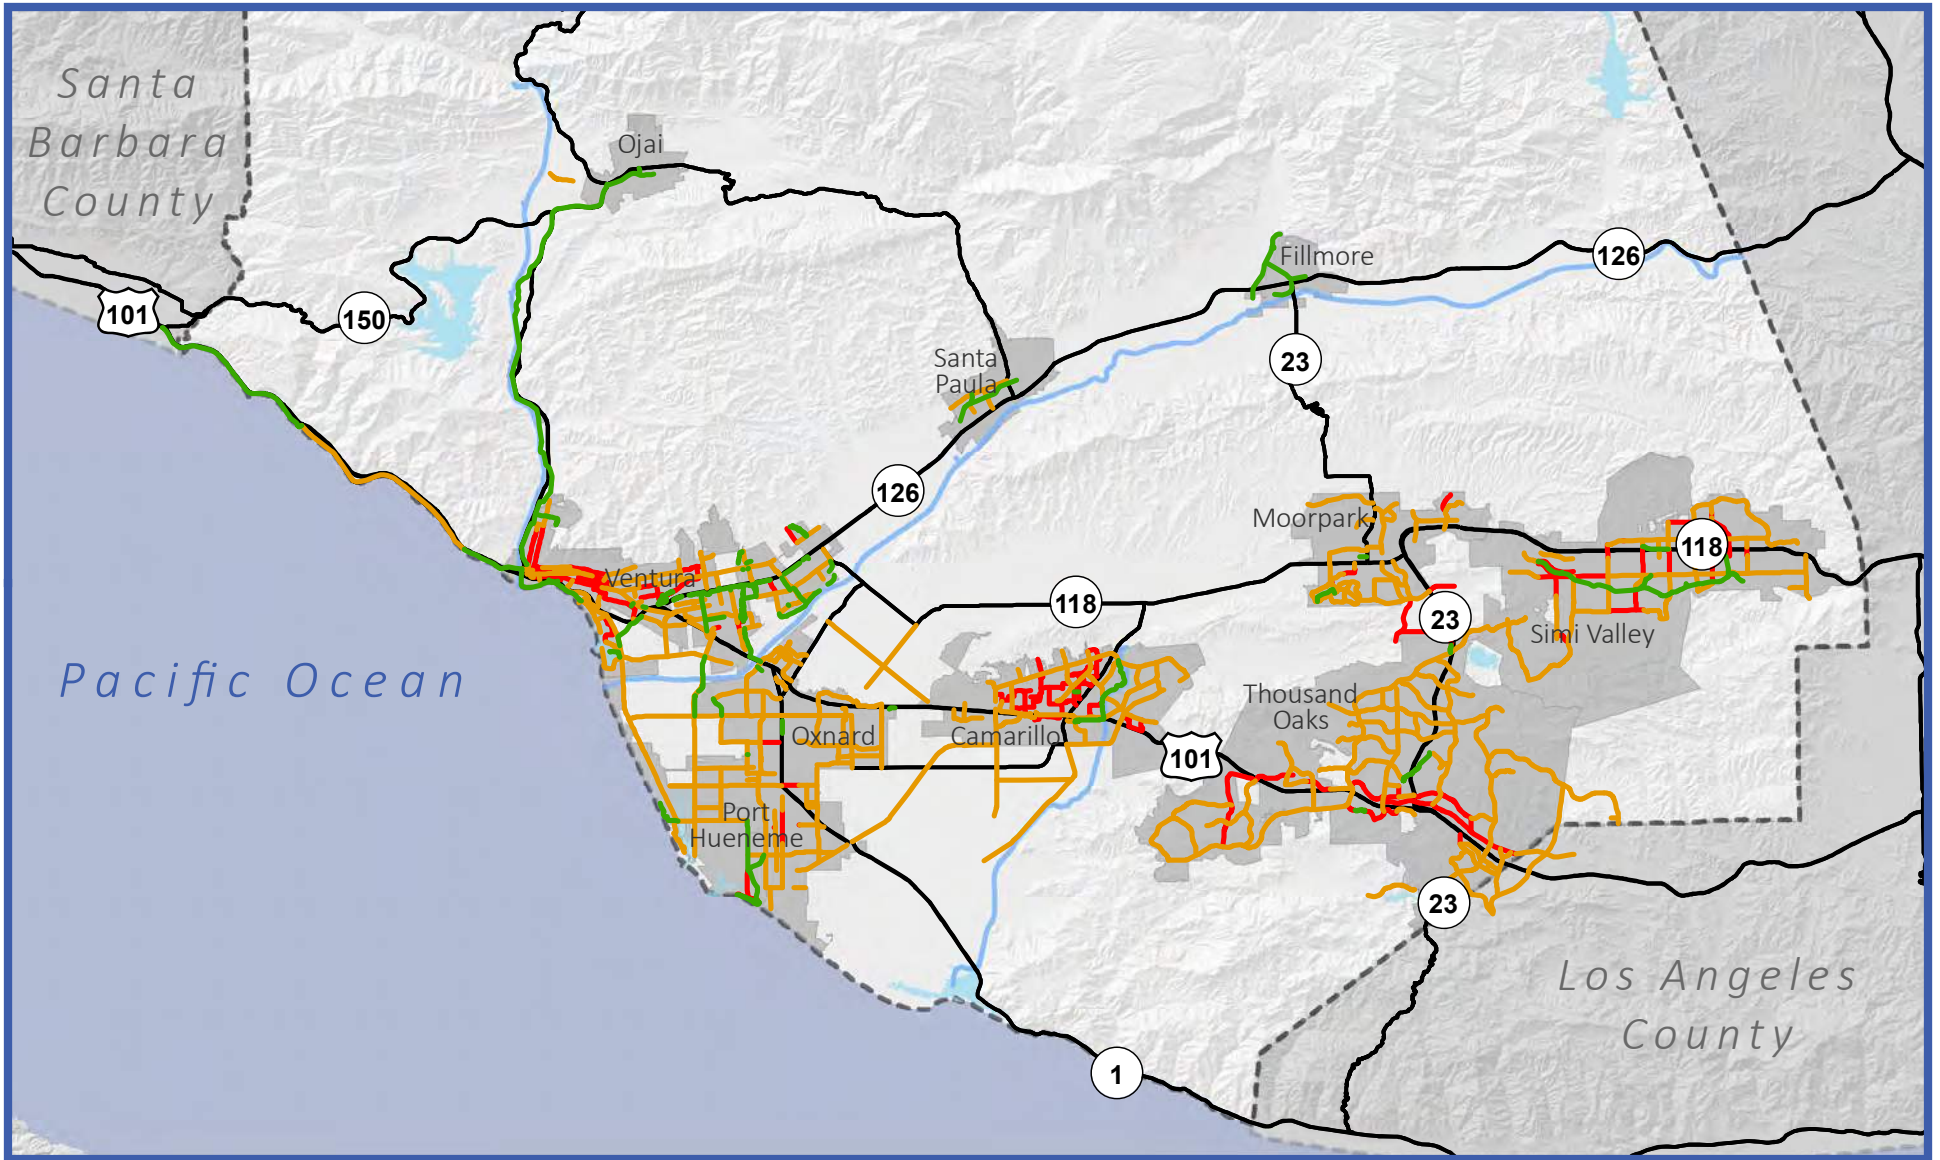 Santa
Barbara
County
Ojai
Fillmore
126
101
150
Santa
Paula
23
126
Moorpark
118
Ventura
118
23
Simi Valley
Pacific Ocean
Thousand
Oaks
Oxnard
Camarillo
101
Port
Hueneme
23
Los Angeles
County
1